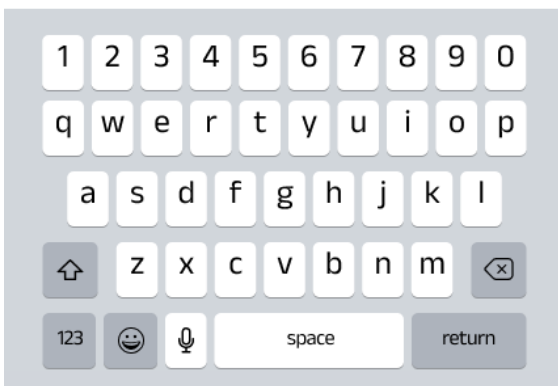 1 2 3 4 5 6 7 8 9 0
q w e r t y u i o p
a s d f g h j k l
z x c v b n m
123 space return